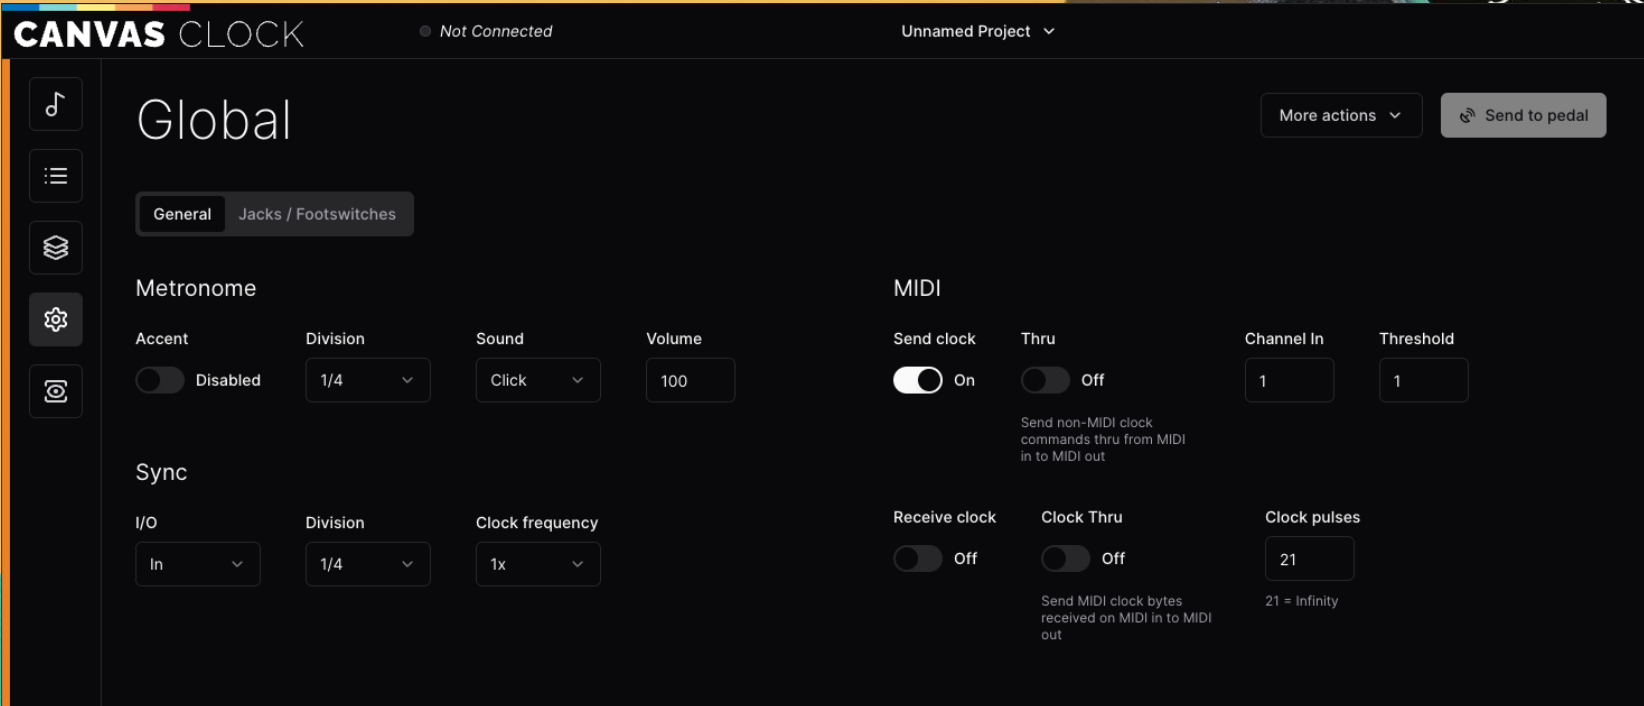 CANVAS CLOCK
Not Connected
Unnamed Project
Global
More actions
Send to pedal
General
Jacks / Footswitches
Metronome
Accent
Division
Sound
Volume
Disabled
1/4
Click
100
Sync
I/O
Division
Clock frequency
In
1/4
1x
MIDI
Send clock
Thru
Channel In
Threshold
On
Off
1
1
Send non-MIDI clock
commands thru from MIDI
in to MIDI out
Receive clock
Clock Thru
Clock pulses
Off
Off
21
Send MIDI clock bytes
received on MIDI in to MIDI
out
21 = Infinity